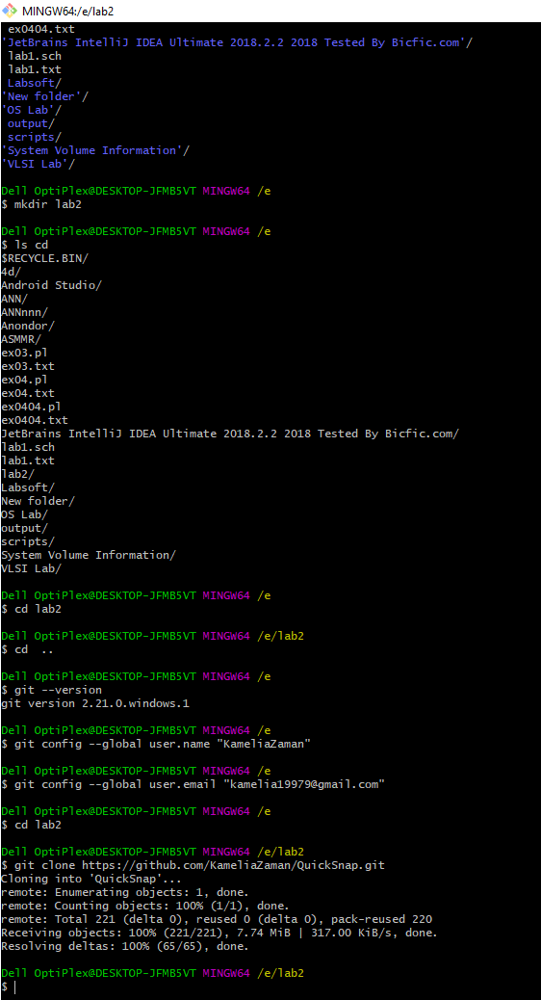 MINGW64:/e/lab2
ex0404.txt
'JetBrains IntelliJ IDEA Ultimate 2018.2.2 2018 Tested By Bicfic.com'/
lab1.sch
lab1.txt
Labsoft/
'New folder'/
'OS Lab'/
output/
scripts/
'System Volume Information'/
'VLSI Lab'/
Dell OptiPlex@DESKTOP-JFMB5VT MINGW64 /e
$ mkdir lab2
Dell OptiPlex@DESKTOP-JFMB5VT MINGW64 /e
$ ls cd
$RECYCLE.BIN/
4d/
Android Studio/
ANN/
ANNnnn/
Anondor/
ASMMR/
ex03.pl
ex03.txt
ex04.pl
ex04.txt
ex0404.pl
ex0404.txt
JetBrains IntelliJ IDEA Ultimate 2018.2.2 2018 Tested By Bicfic.com/
lab1.sch
lab1.txt
lab2/
Labsoft/
New folder/
OS Lab/
output/
scripts/
System Volume Information/
VLSI Lab/
Dell OptiPlex@DESKTOP-JFMB5VT MINGW64 /e
$ cd lab2
Dell OptiPlex@DESKTOP-JFMB5VT MINGW64 /e/lab2
$ cd  ..
Dell OptiPlex@DESKTOP-JFMB5VT MINGW64 /e
$ git --version
git version 2.21.0.windows.1
Dell OptiPlex@DESKTOP-JFMB5VT MINGW64 /e
$ git config --global user.name "KameliaZaman"
Dell OptiPlex@DESKTOP-JFMB5VT MINGW64 /e
$ git config --global user.email "kamelia19979@gmail.com"
Dell OptiPlex@DESKTOP-JFMB5VT MINGW64 /e
$ cd lab2
Dell OptiPlex@DESKTOP-JFMB5VT MINGW64 /e/lab2
$ git clone https://github.com/KameliaZaman/QuickSnap.git
Cloning into 'QuickSnap'...
remote: Enumerating objects: 1, done.
remote: Counting objects: 100% (1/1), done.
remote: Total 221 (delta 0), reused 0 (delta 0), pack-reused 220
Receiving objects: 100% (221/221), 7.74 MiB | 317.00 KiB/s, done.
Resolving deltas: 100% (65/65), done.
Dell OptiPlex@DESKTOP-JFMB5VT MINGW64 /e/lab2
$